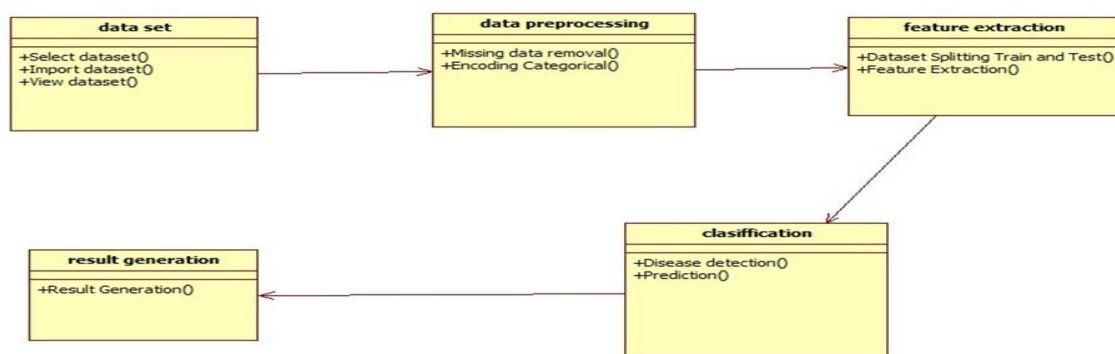 data set
+Select dataset()
+Import dataset()
+View dataset()
data preprocessing
+Missing data removal()
+Encoding Categorical()
feature extraction
+Dataset Splitting Train and Test()
+Feature Extraction()
clasiffication
+Disease detection()
+Prediction()
result generation
+Result Generation()